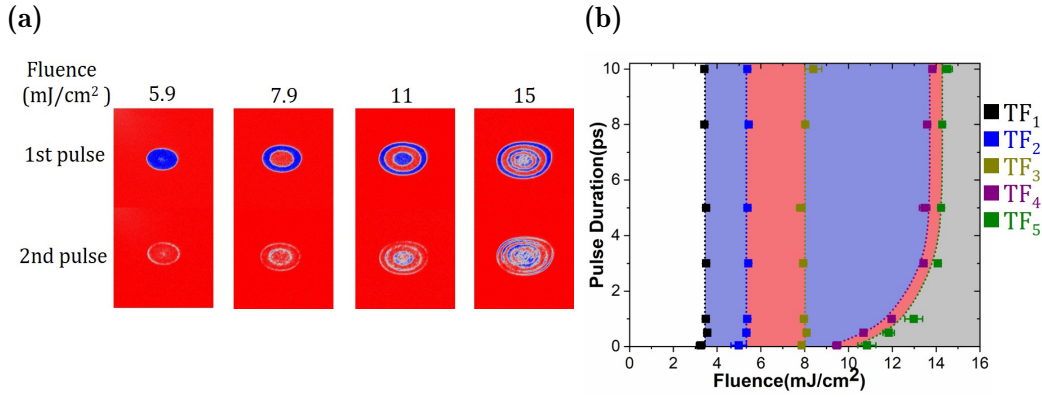 (a)
Fluence
(mJ/cm²)
5.9 7.9 11 15
1st pulse
2nd pulse
(b)
Pulse Duration(ps)
10
8
6
4
2
0
0 2 4 6 8 10 12 14 16
Fluence(mJ/cm²)
TF₁
TF₂
TF₃
TF₄
TF₅